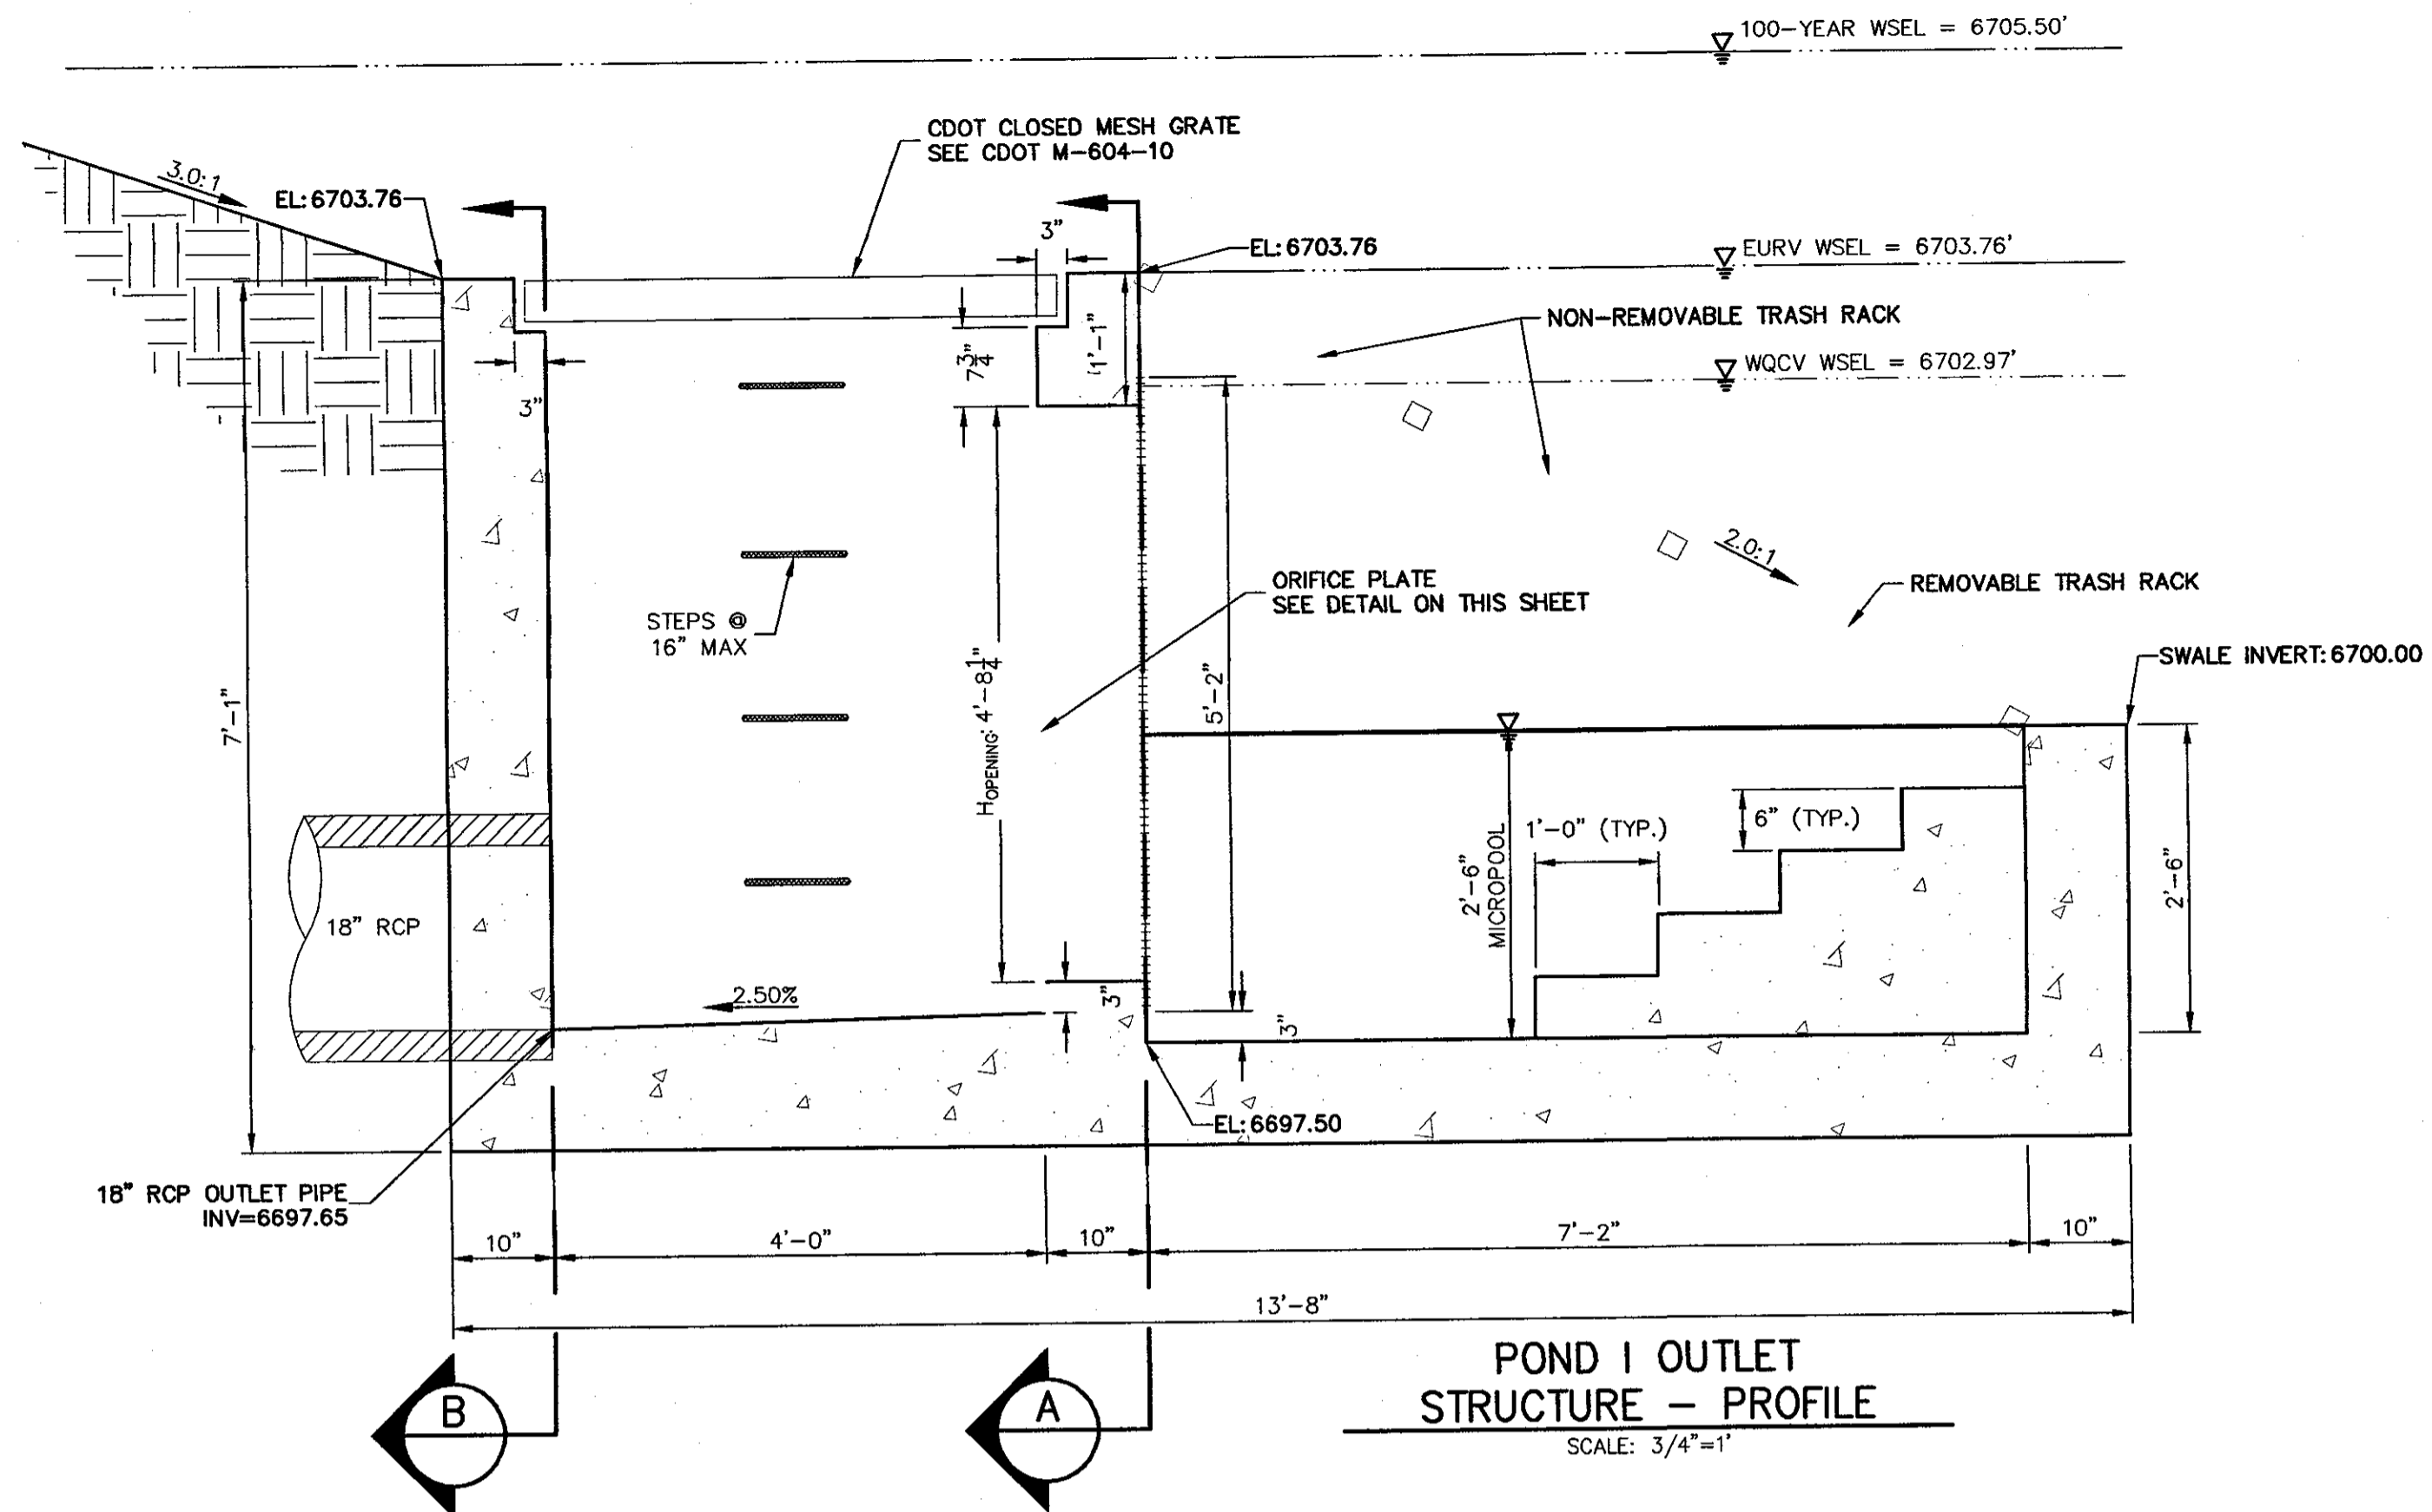 100-YEAR WSEL = 6705.50'
CDOT CLOSED MESH GRATE
SEE CDOT M-604-10
3.0:1
EL:6703.76
3"
EL:6703.76
EURV WSEL = 6703.76'
NON-REMOVABLE TRASH RACK
7 3/4"
1'-1"
WQCV WSEL = 6702.97'
3"
2.0:1
ORIFICE PLATE
SEE DETAIL ON THIS SHEET
REMOVABLE TRASH RACK
STEPS @
16" MAX
SWALE INVERT:6700.00
7'-1"
HOPENING: 4'-8 1/4"
5'-2"
2'-6"
MICROPOOL
1'-0" (TYP.)
6" (TYP.)
2'-6"
18" RCP
2.50%
3"
3"
EL:6697.50
18" RCP OUTLET PIPE
INV=6697.65
10"
4'-0"
10"
7'-2"
10"
13'-8"
B
A
POND I OUTLET
STRUCTURE - PROFILE
SCALE: 3/4"=1'